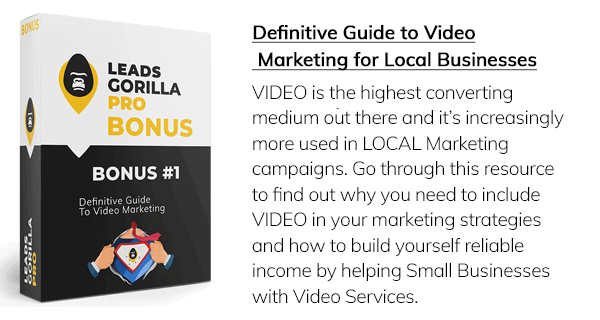 BONUS
LEADS
GORILLA
PRO
BONUS
BONUS #1
Definitive Guide
To Video Marketing
LEADS
GORILLA
PRO
Definitive Guide to Video
Marketing for Local Businesses
VIDEO is the highest converting
medium out there and it's increasingly
more used in LOCAL Marketing
campaigns. Go through this resource
to find out why you need to include
VIDEO in your marketing strategies
and how to build yourself reliable
income by helping Small Businesses
with Video Services.